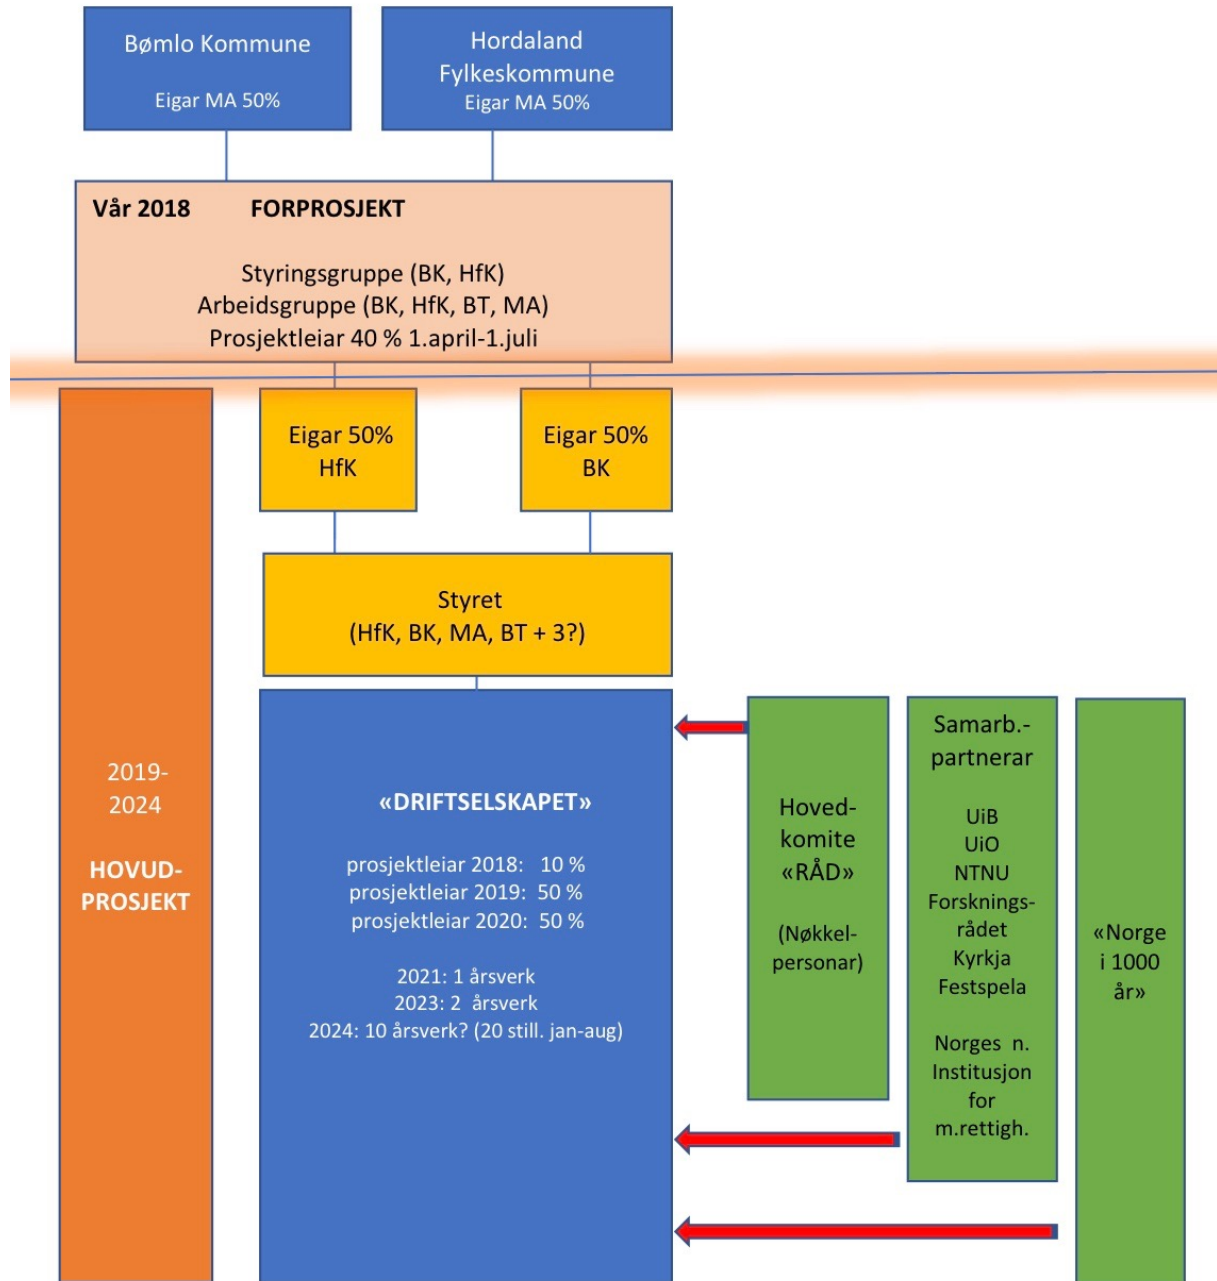 Bømlo Kommune
Eigar MA 50%
Hordaland
Fylkeskommune
Eigar MA 50%
Vår 2018 FORPROSJEKT
Styringsgruppe (BK, HfK)
Arbeidsgruppe (BK, HfK, BT, MA)
Prosjektleiar 40 % 1.april-1.juli
Eigar 50%
HfK
Eigar 50%
BK
Styret
(HfK, BK, MA, BT + 3?)
2019-
2024
HOVUD-
PROSJEKT
«DRIFTSELSKAPET»
prosjektleiar 2018: 10 %
prosjektleiar 2019: 50 %
prosjektleiar 2020: 50 %
2021: 1 årsverk
2023: 2 årsverk
2024: 10 årsverk? (20 still. jan-aug)
Hoved-
komite
«RÅD»
(Nøkkel-
personar)
Samarb.-
partnerar
UiB
UiO
NTNU
Forsknings-
rådet
Kyrkja
Festspela
Norges n.
Institusjon
for
m.rettigh.
«Norge
i 1000
år»